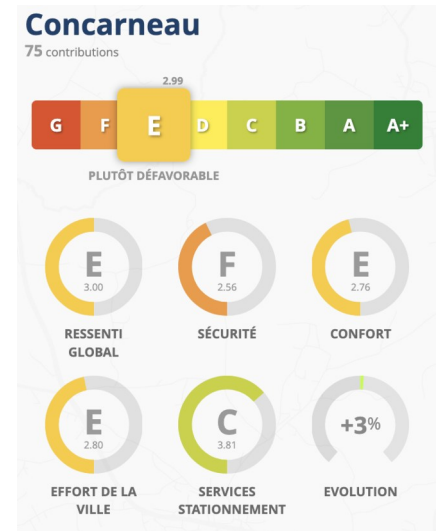 Concarneau
75 contributions
2.99
G F E D C B A A+
PLUTÔT DÉFAVORABLE
E F E
3.00 2.56 2.76
RESSENTI GLOBAL
SÉCURITÉ
CONFORT
E C +3%
2.80 3.81
EFFORT DE LA VILLE
SERVICES STATIONNEMENT
EVOLUTION